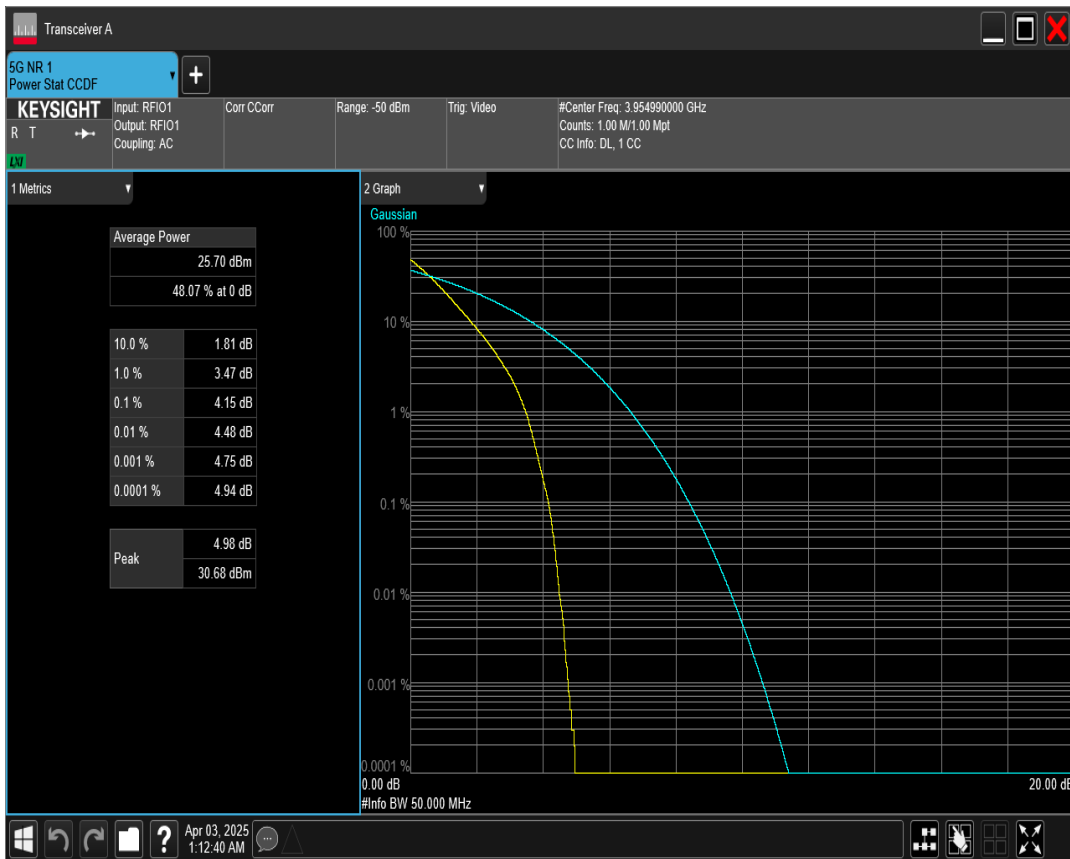 Transceiver A
5G NR 1
Power Stat CCDF
KEYSIGHT
R T
LXI
Input: RFIO1
Output: RFIO1
Coupling: AC
Corr CCorr
Range: -50 dBm
Trig: Video
#Center Freq: 3.954990000 GHz
Counts: 1.00 M/1.00 Mpt
CC Info: DL, 1 CC
1 Metrics
Average Power
25.70 dBm
48.07 % at 0 dB
10.0 % 1.81 dB
1.0 % 3.47 dB
0.1 % 4.15 dB
0.01 % 4.48 dB
0.001 % 4.75 dB
0.0001 % 4.94 dB
Peak 4.98 dB
30.68 dBm
2 Graph
Gaussian
100 %
10 %
1 %
0.1 %
0.01 %
0.001 %
0.0001 %
0.00 dB 20.00 dB
#Info BW 50.000 MHz
Apr 03, 2025
1:12:40 AM